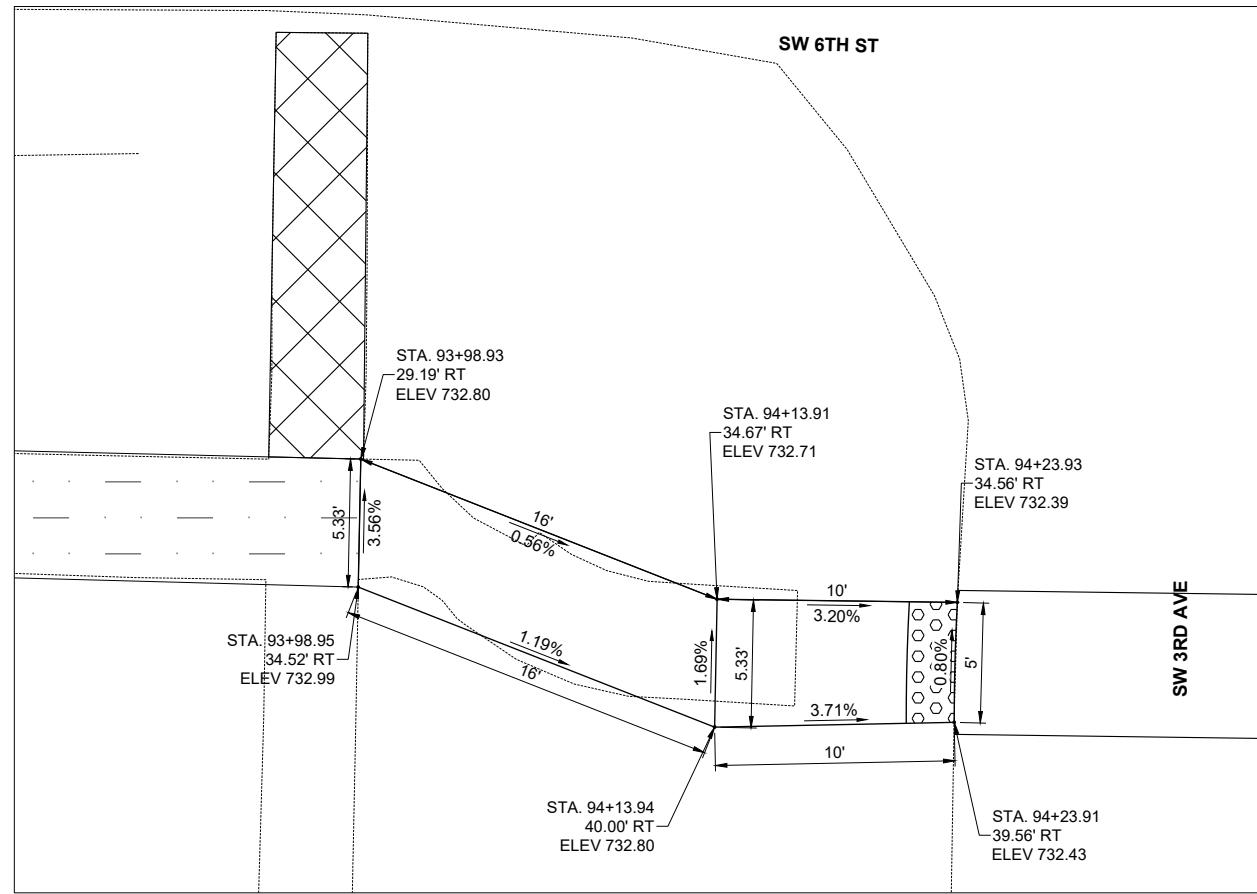 SW 6TH ST
STA. 93+98.93
29.19' RT
ELEV 732.80
STA. 94+13.91
34.67' RT
ELEV 732.71
STA. 94+23.93
34.56' RT
ELEV 732.39
5.33'
3.56%
16'
0.56%
10'
3.20%
STA. 93+98.95
34.52' RT
ELEV 732.99
1.19%
16'
1.69%
5.33'
0.80%
5'
SW 3RD AVE
3.71%
10'
STA. 94+13.94
40.00' RT
ELEV 732.80
STA. 94+23.91
39.56' RT
ELEV 732.43